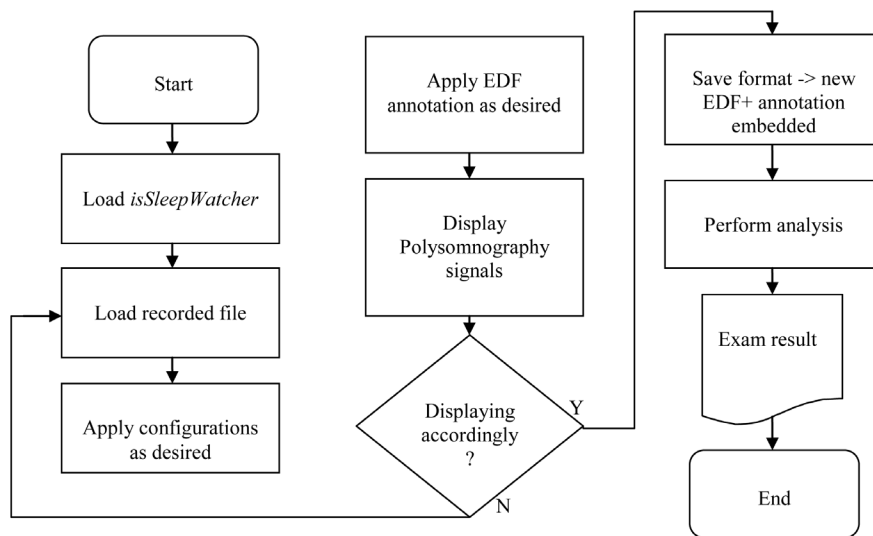 Start
Load isSleepWatcher
Load recorded file
Apply configurations
as desired
Apply EDF
annotation as desired
Display
Polysomnography
signals
Displaying
accordingly
?
Y
N
Save format -> new
EDF+ annotation
embedded
Perform analysis
Exam result
End